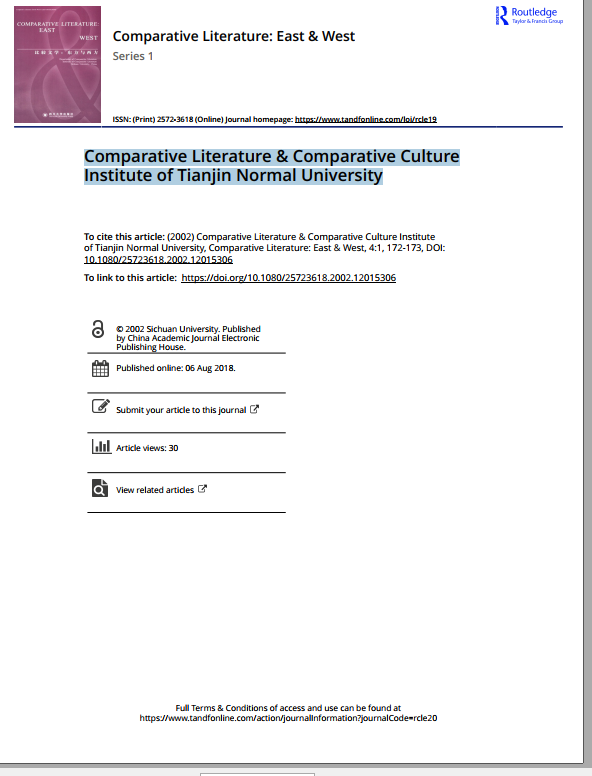 COMPARATIVE LITERATURE:
EAST
WEST
Routledge
Taylor & Francis Group
Comparative Literature: East & West
Series 1
ISSN: (Print) 2572-3618 (Online) Journal homepage: https://www.tandfonline.com/loi/rcle19
Comparative Literature & Comparative Culture
Institute of Tianjin Normal University
To cite this article: (2002) Comparative Literature & Comparative Culture Institute
of Tianjin Normal University, Comparative Literature: East & West, 4:1, 172-173, DOI:
10.1080/25723618.2002.12015306
To link to this article: https://doi.org/10.1080/25723618.2002.12015306
© 2002 Sichuan University. Published
by China Academic Journal Electronic
Publishing House.
Published online: 06 Aug 2018.
Submit your article to this journal
Article views: 30
View related articles
Full Terms & Conditions of access and use can be found at
https://www.tandfonline.com/action/journalInformation?journalCode=rcle20